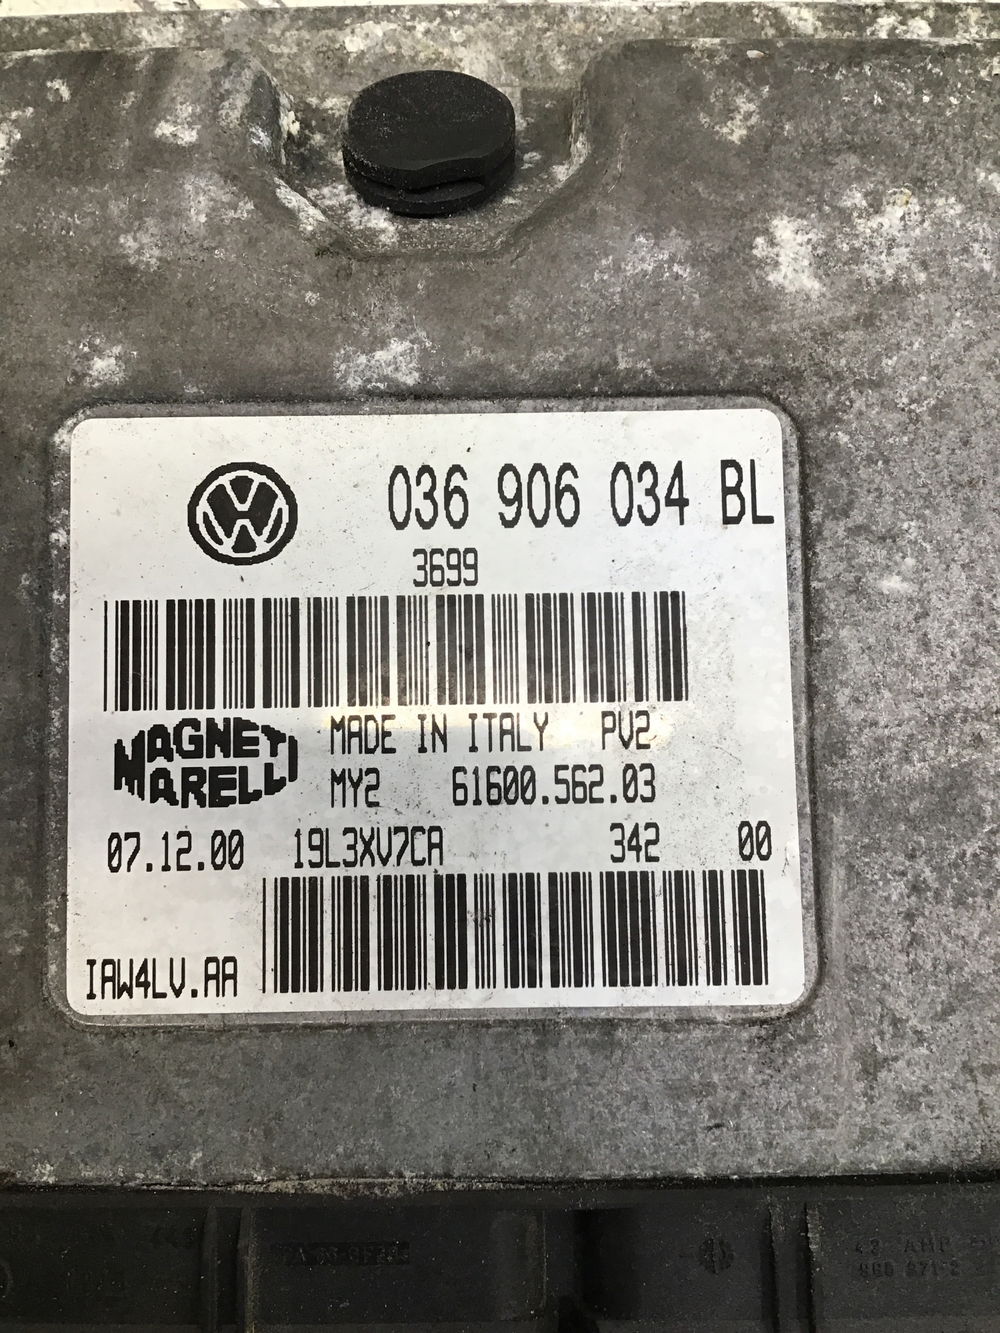 036 906 034 BL
3699
MAGNETI MARELLI
MADE IN ITALY PV2
MY2 61600.562.03
07.12.00 19L3XV7CA 342 00
IAW4LV.AA
AMP